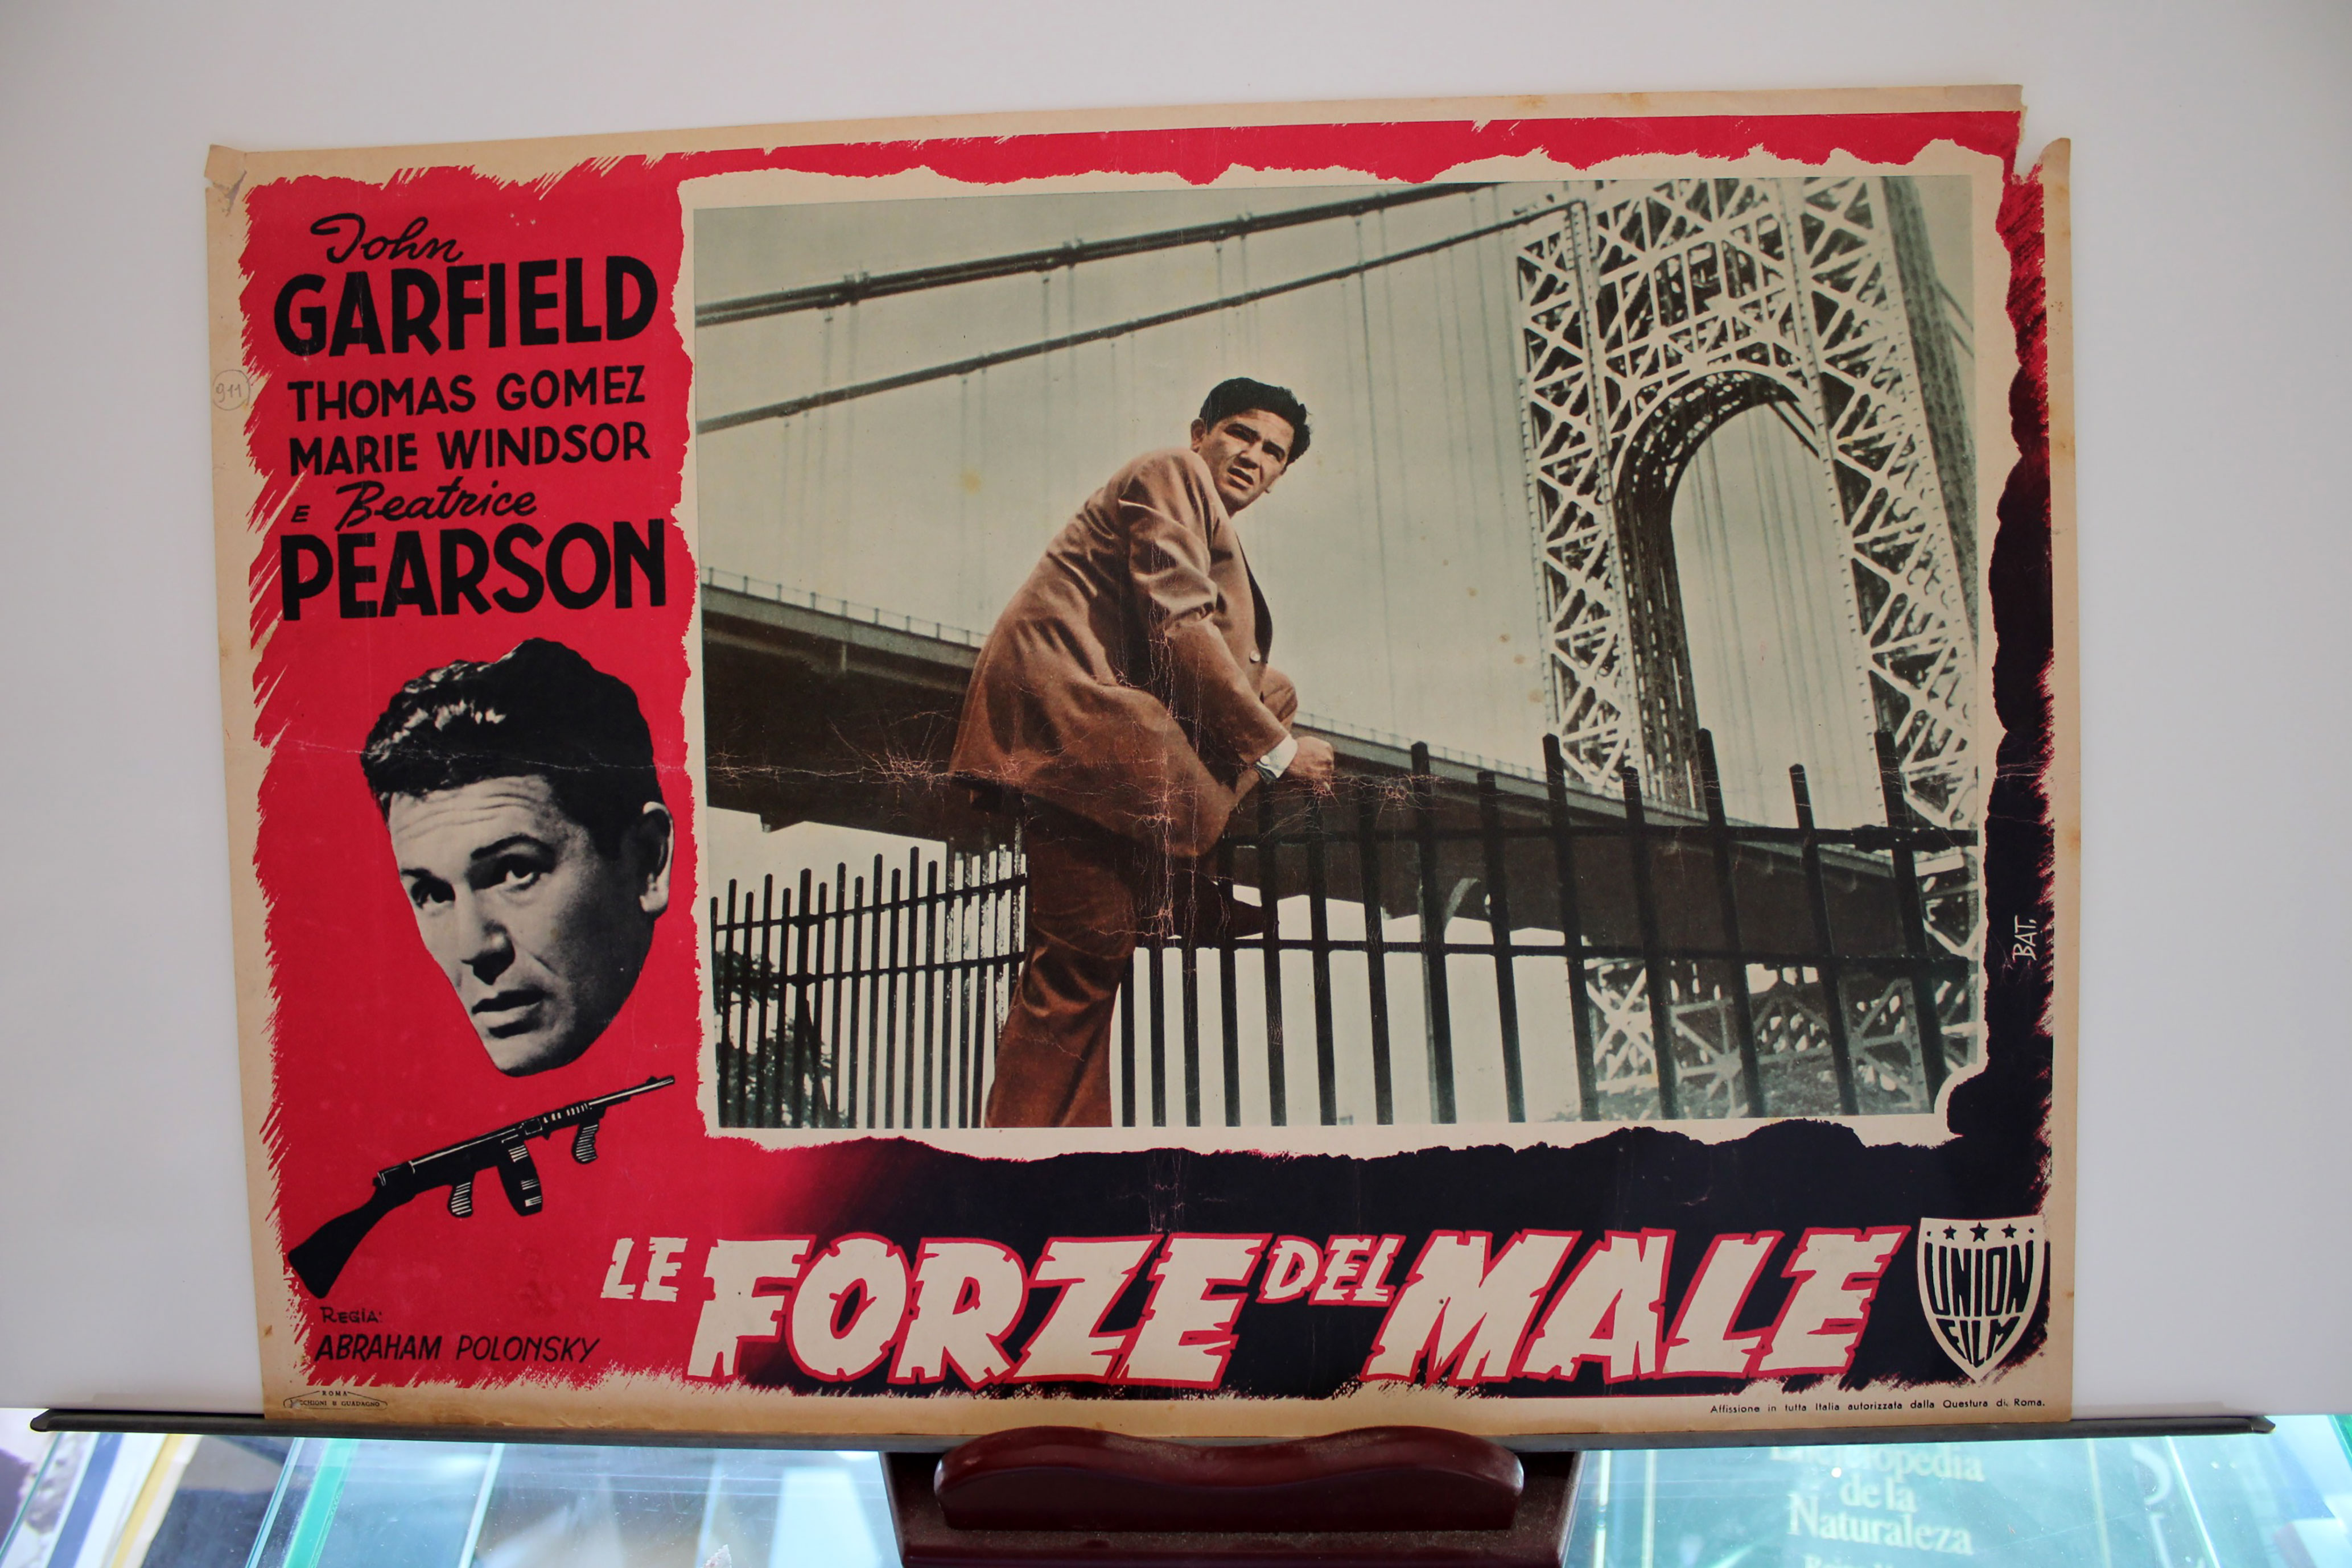 John
GARFIELD
THOMAS GOMEZ
MARIE WINDSOR
E Beatrice
PEARSON
911
BAT.
LE FORZE DEL MALE
UNION
FILM
REGIA:
ABRAHAM POLONSKY
ROMA
E GUADAGNO
Affissione in tutta Italia autorizzata dalla Questura di Roma.
Enciclopedia
de la
Naturaleza